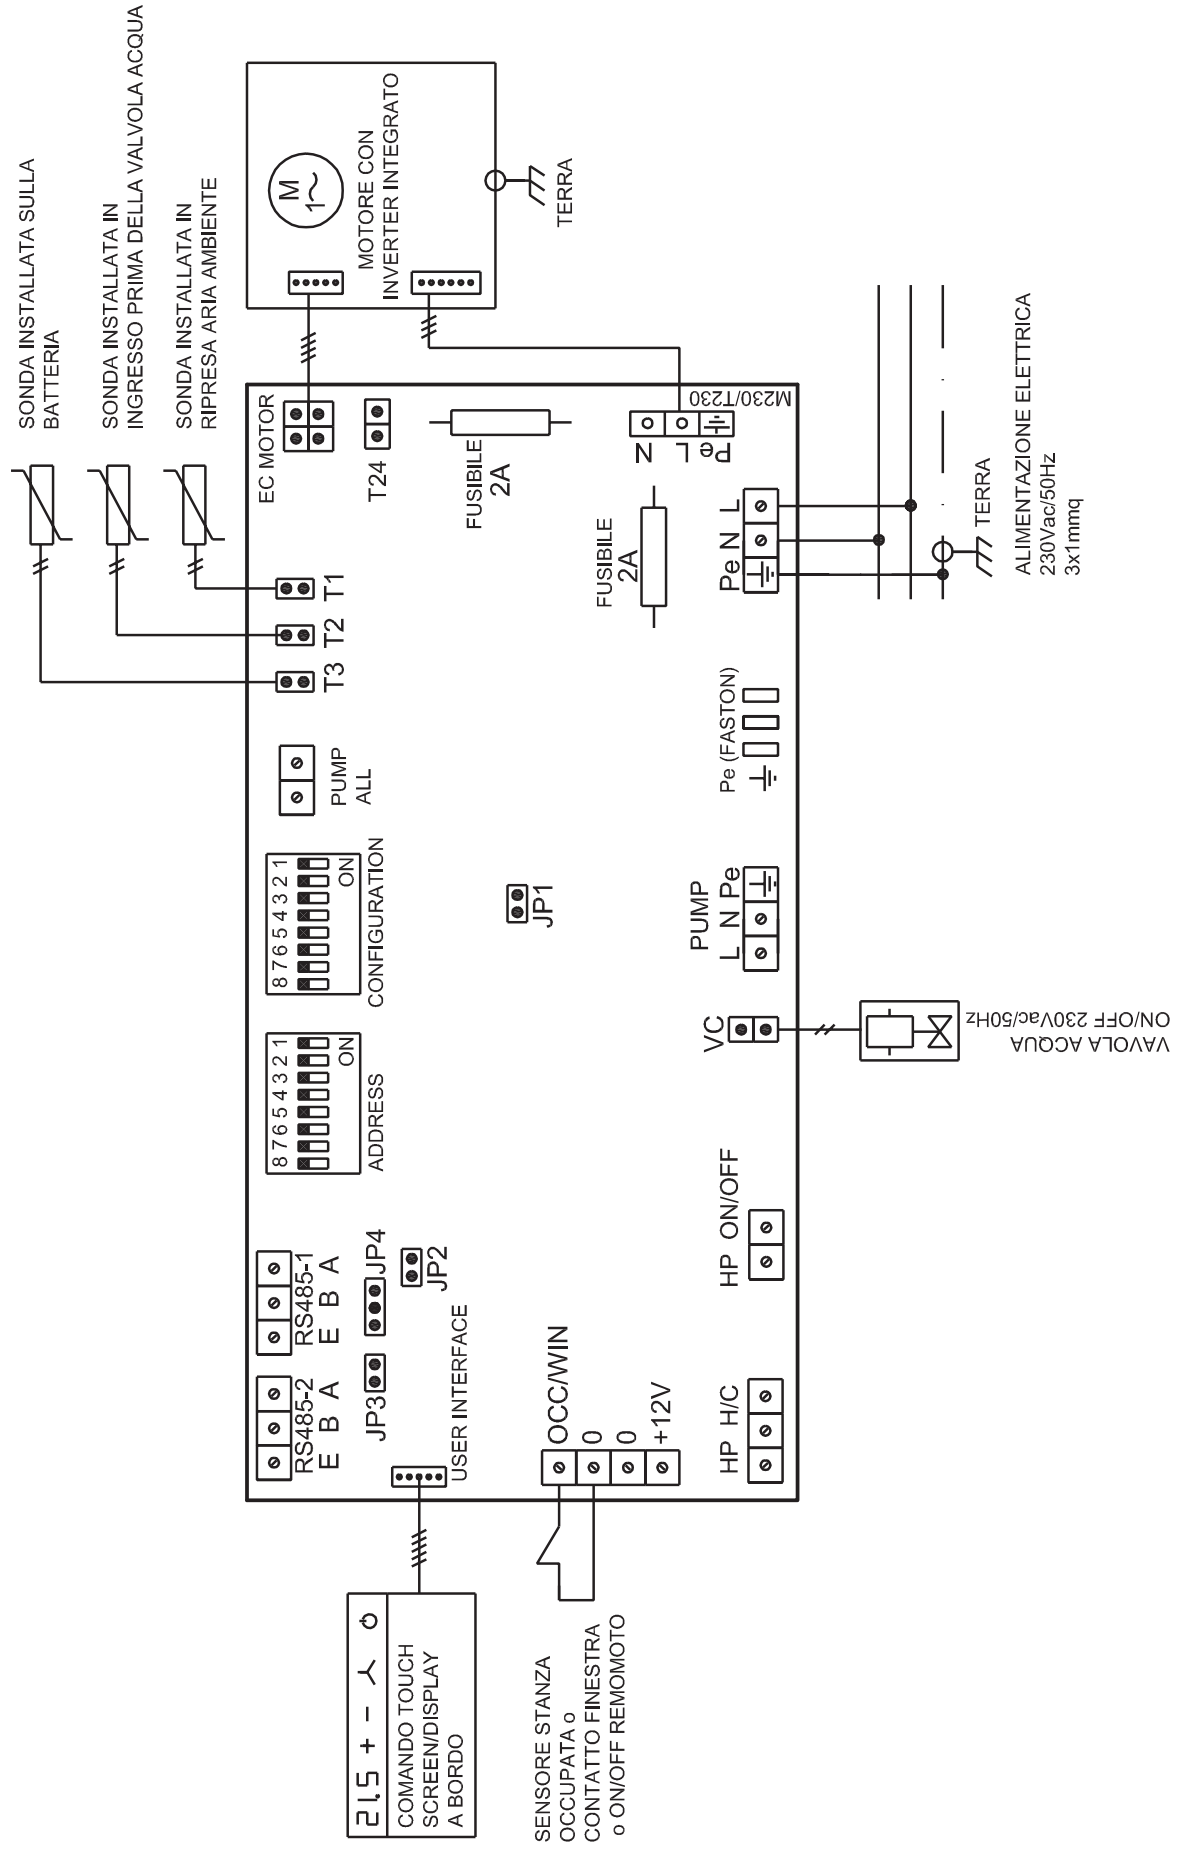 SONDA INSTALLATA SULLA
BATTERIA
SONDA INSTALLATA IN
INGRESSO PRIMA DELLA VALVOLA ACQUA
SONDA INSTALLATA IN
RIPRESA ARIA AMBIENTE
M
1
MOTORE CON
INVERTER INTEGRATO
TERRA
EC MOTOR
T24
FUSIBILE
2A
M230/T230
N
L
Pe
FUSIBILE
2A
Pe N L
TERRA
ALIMENTAZIONE ELETTRICA
230Vac/50Hz
3x1mmq
T1
T2
T3
PUMP
ALL
Pe (FASTON)
8 7 6 5 4 3 2 1
ON
CONFIGURATION
JP1
PUMP
L N Pe
8 7 6 5 4 3 2 1
ON
ADDRESS
VC
VAVOLA ACQUA
ON/OFF 230Vac/50Hz
RS485-1
E B A
RS485-2
E B A
JP4
JP3
JP2
USER INTERFACE
HP ON/OFF
OCC/WIN
0
0
+12V
HP H/C
21.5 + -
COMANDO TOUCH
SCREEN/DISPLAY
A BORDO
SENSORE STANZA
OCCUPATA o
CONTATTO FINESTRA
o ON/OFF REMOMOTO